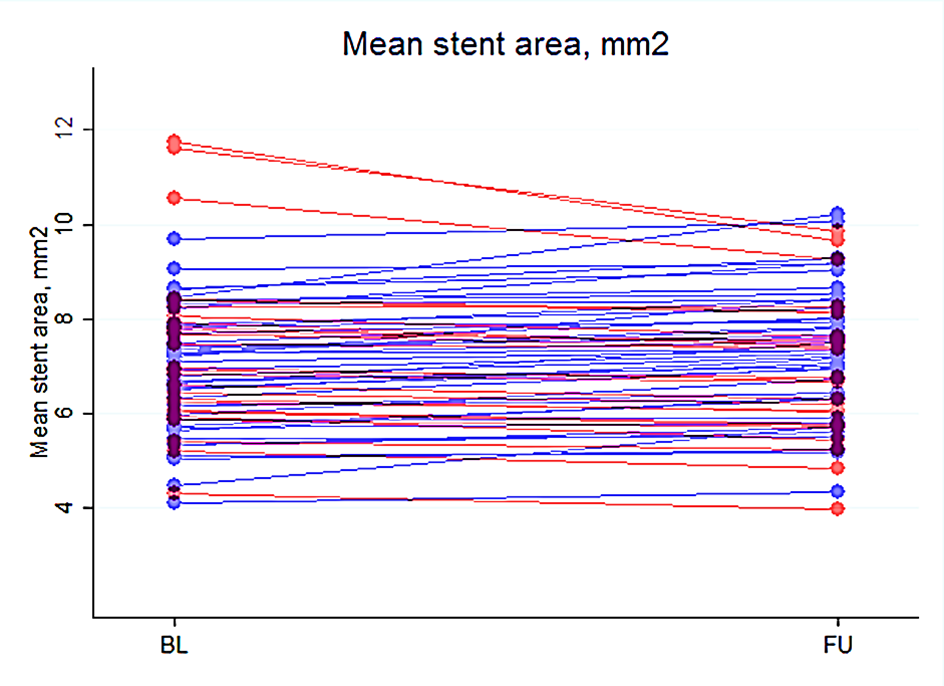 Mean stent area, mm2
Mean stent area, mm2
12
10
8
6
4
BL
FU